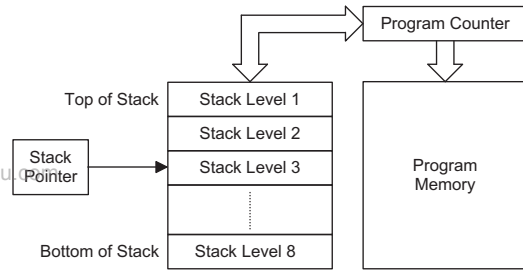 Program Counter
Top of Stack
Stack Level 1
Stack Level 2
Stack Pointer
Stack Level 3
Program Memory
Bottom of Stack
Stack Level 8
u.com